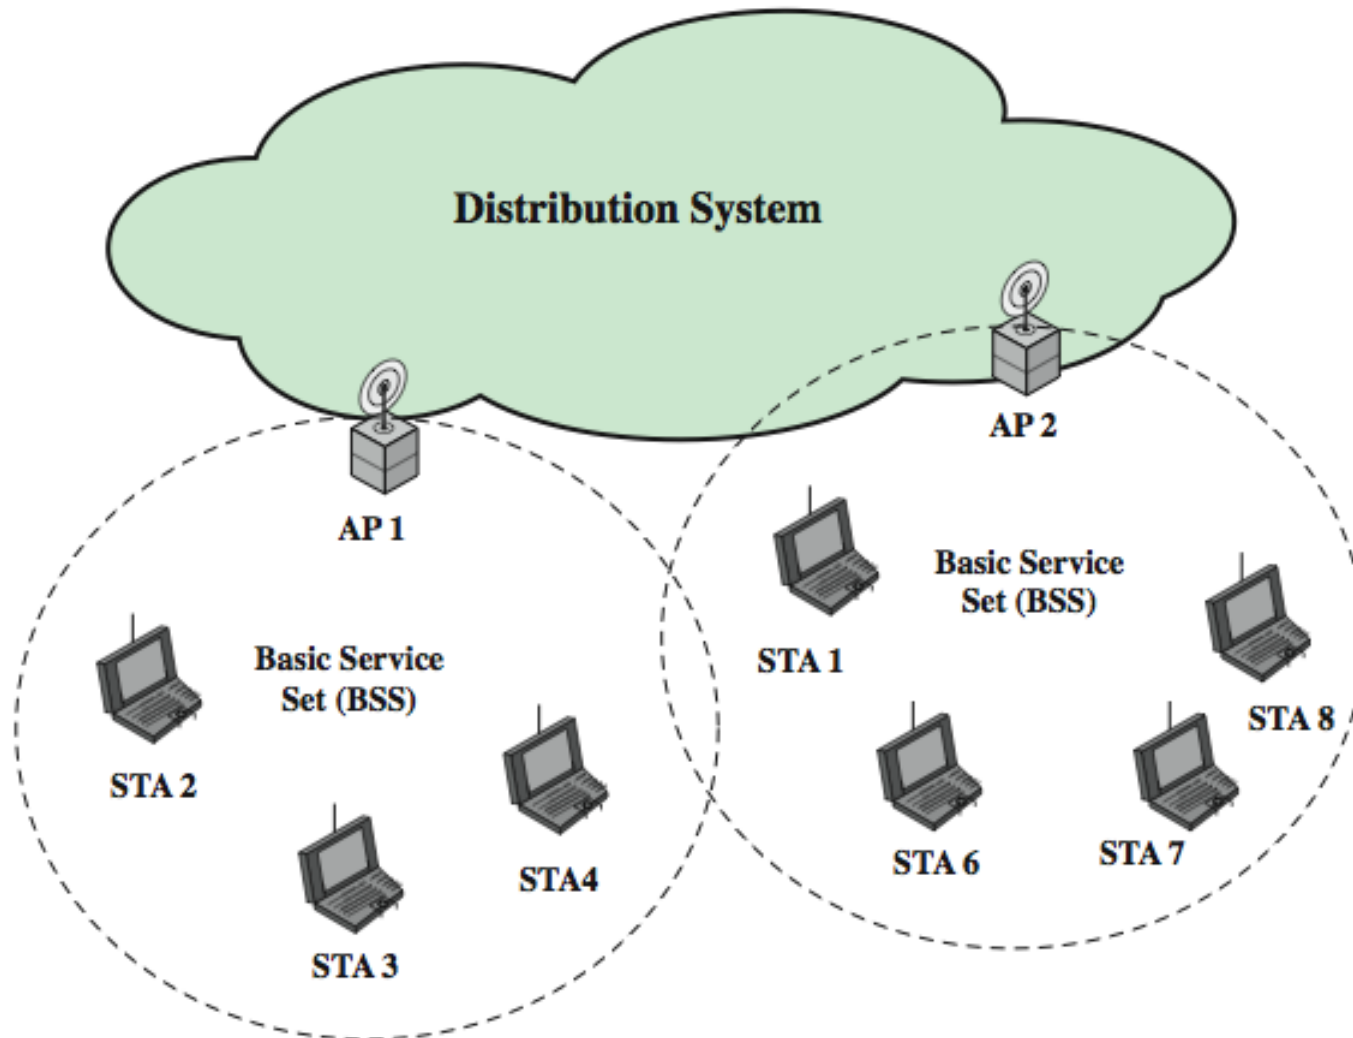 Distribution System
AP 2
AP 1
Basic Service
Set (BSS)
STA 1
STA 8
Basic Service
Set (BSS)
STA 2
STA4
STA 6
STA 7
STA 3